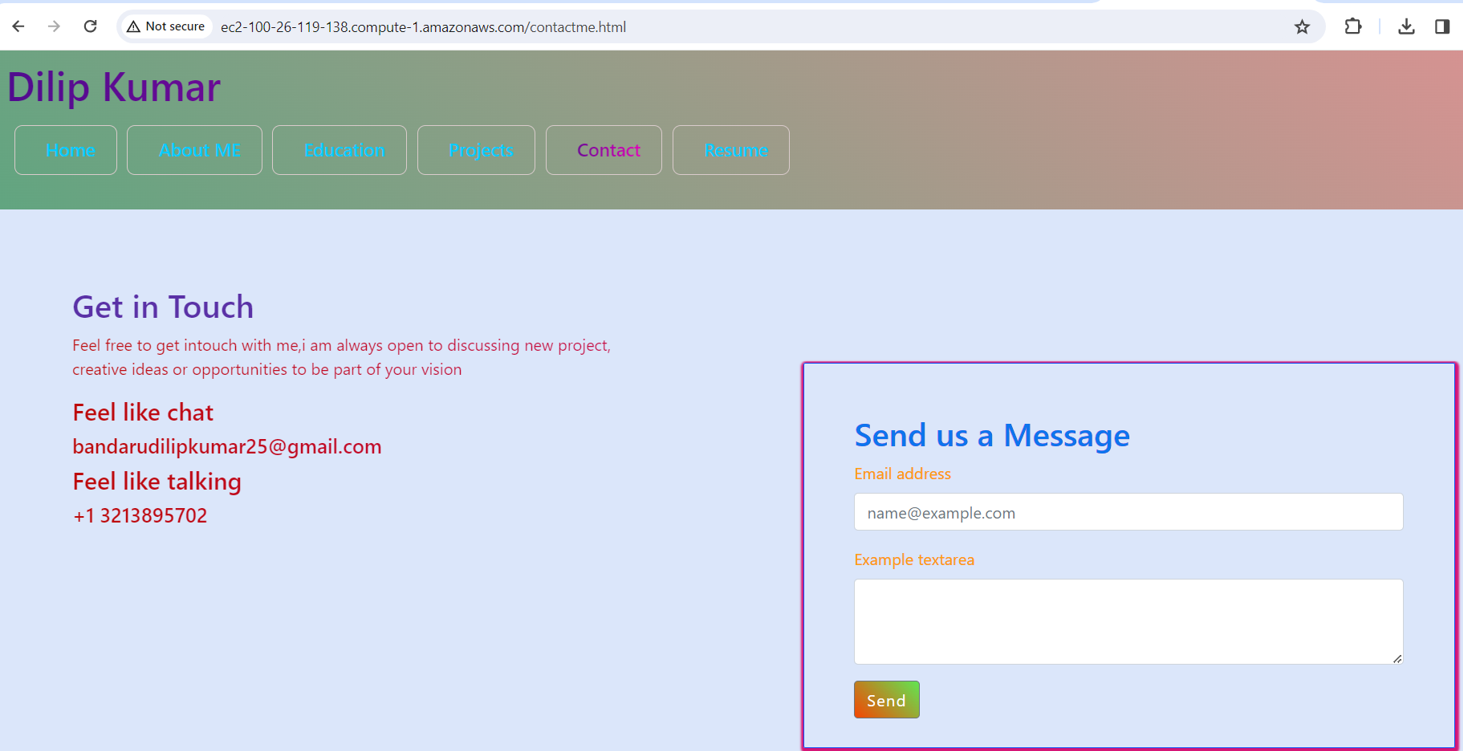 Not secure
ec2-100-26-119-138.compute-1.amazonaws.com/contactme.html
Dilip Kumar
Home
About ME
Education
Projects
Contact
Resume
Get in Touch
Feel free to get intouch with me,i am always open to discussing new project,
creative ideas or opportunities to be part of your vision
Feel like chat
bandarudilipkumar25@gmail.com
Feel like talking
+1 3213895702
Send us a Message
Email address
name@example.com
Example textarea
Send